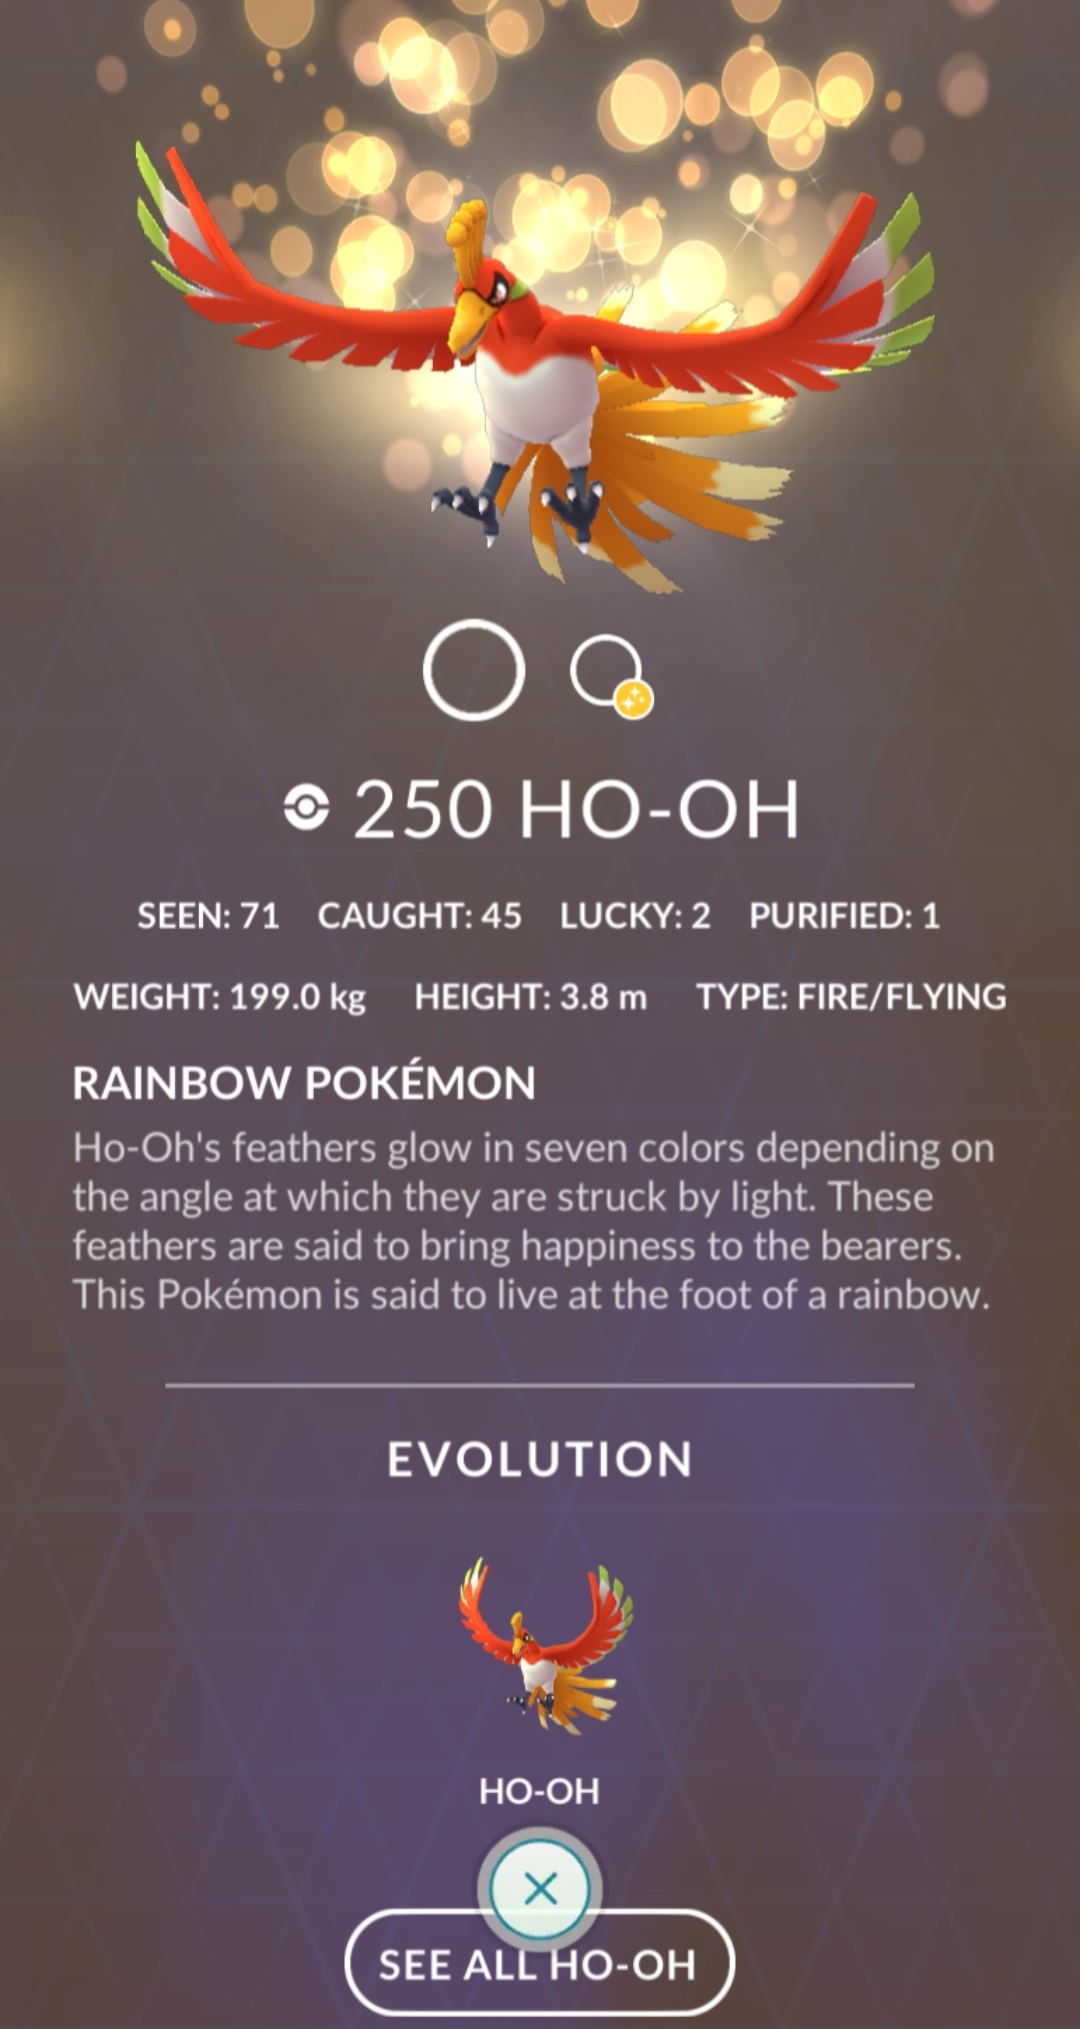 250 HO-OH
SEEN: 71 CAUGHT: 45 LUCKY: 2 PURIFIED: 1
WEIGHT: 199.0 kg HEIGHT: 3.8 m TYPE: FIRE/FLYING
RAINBOW POKÉMON
Ho-Oh's feathers glow in seven colors depending on
the angle at which they are struck by light. These
feathers are said to bring happiness to the bearers.
This Pokémon is said to live at the foot of a rainbow.
EVOLUTION
HO-OH
SEE ALL HO-OH